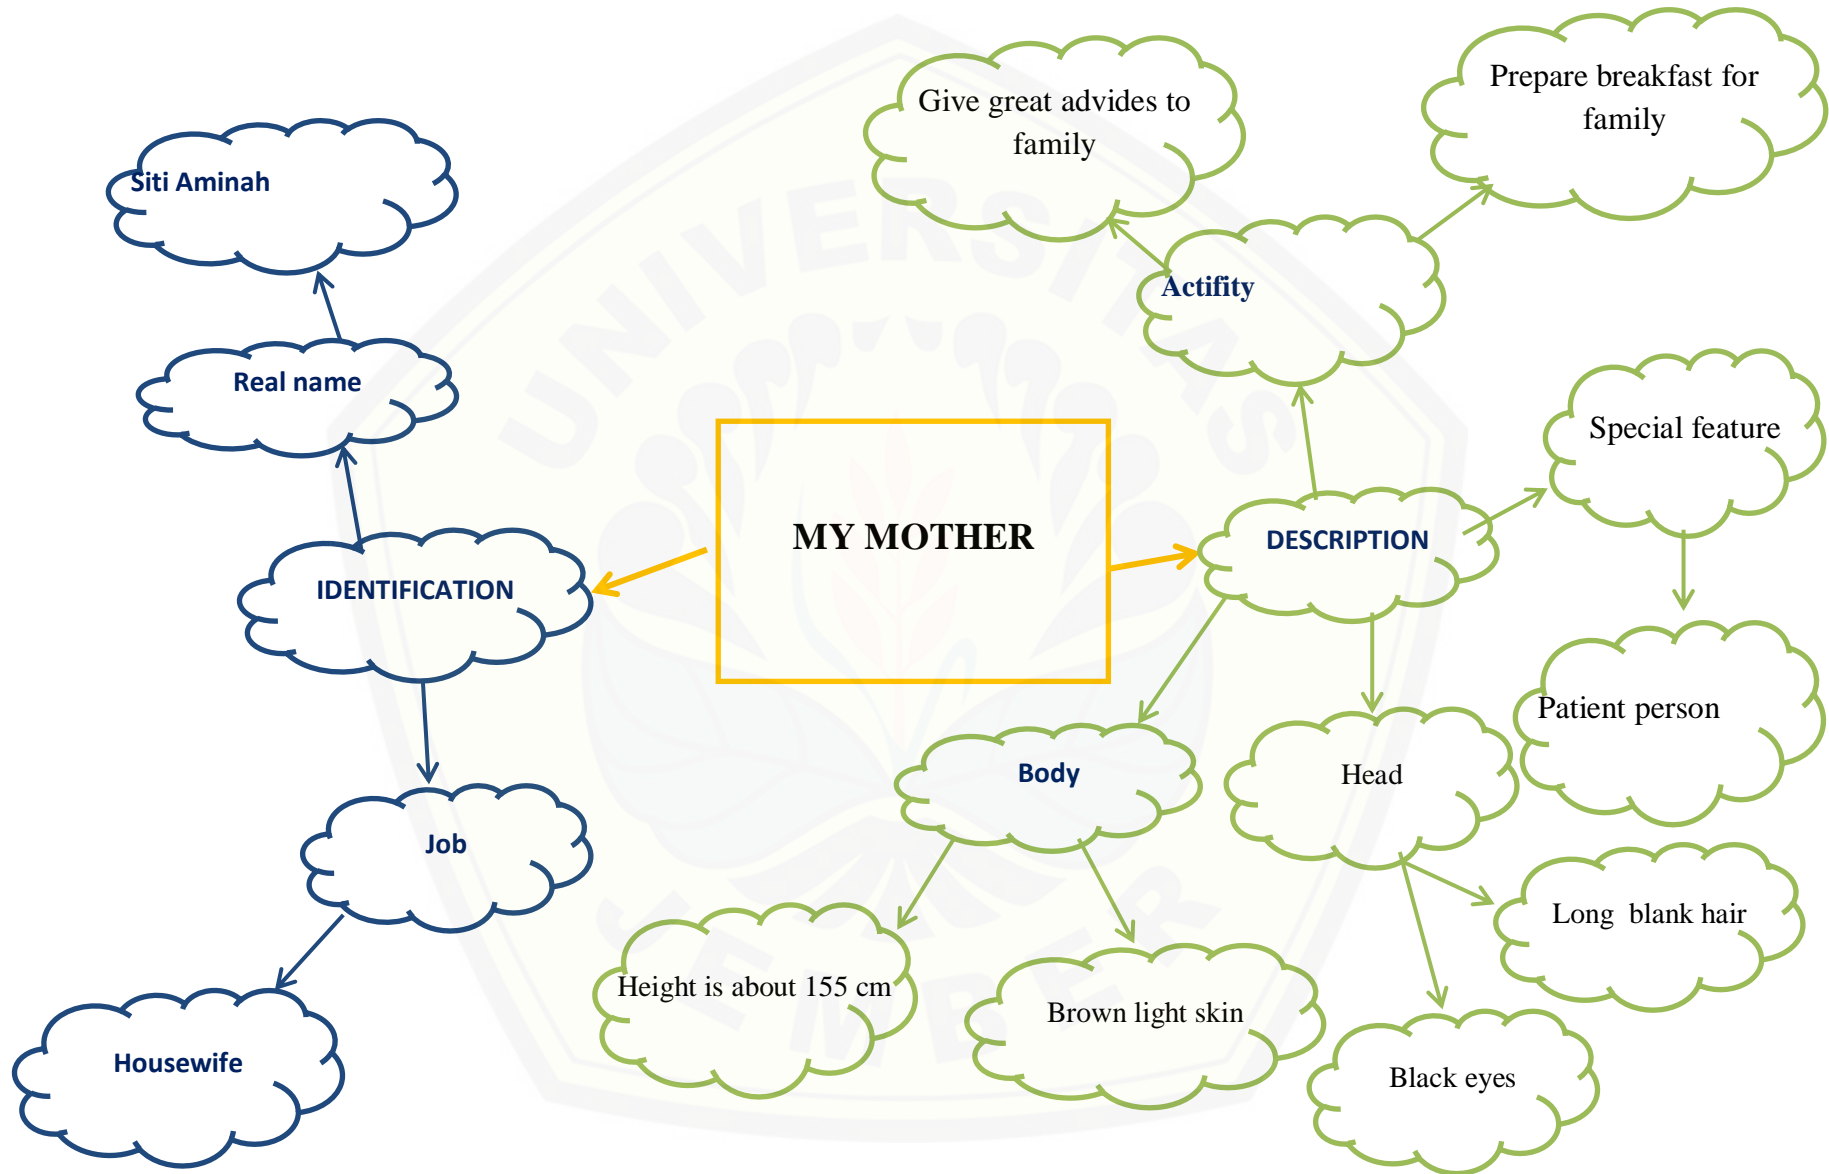 Give great advides to
family
Prepare breakfast for
family
Siti Aminah
Actifity
Real name
Special feature
MY MOTHER
DESCRIPTION
IDENTIFICATION
Patient person
Body
Head
Job
Long blank hair
Height is about 155 cm
Brown light skin
Housewife
Black eyes
UNIVERSITAS
JEMBER